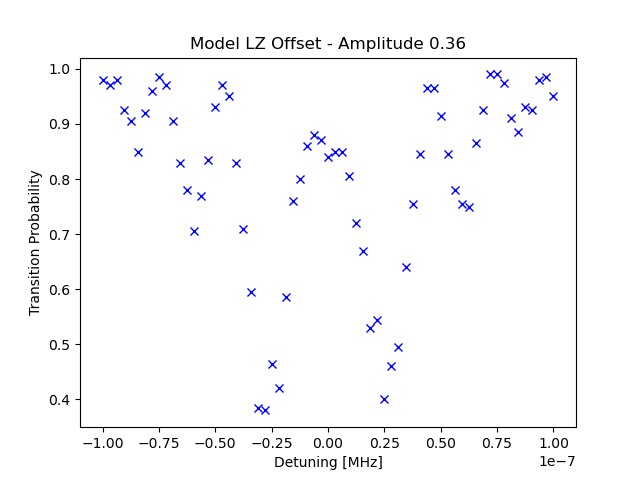 Model LZ Offset - Amplitude 0.36
Transition Probability
1.0
0.9
0.8
0.7
0.6
0.5
0.4
−1.00 −0.75 −0.50 −0.25 0.00 0.25 0.50 0.75 1.00
1e−7
Detuning [MHz]